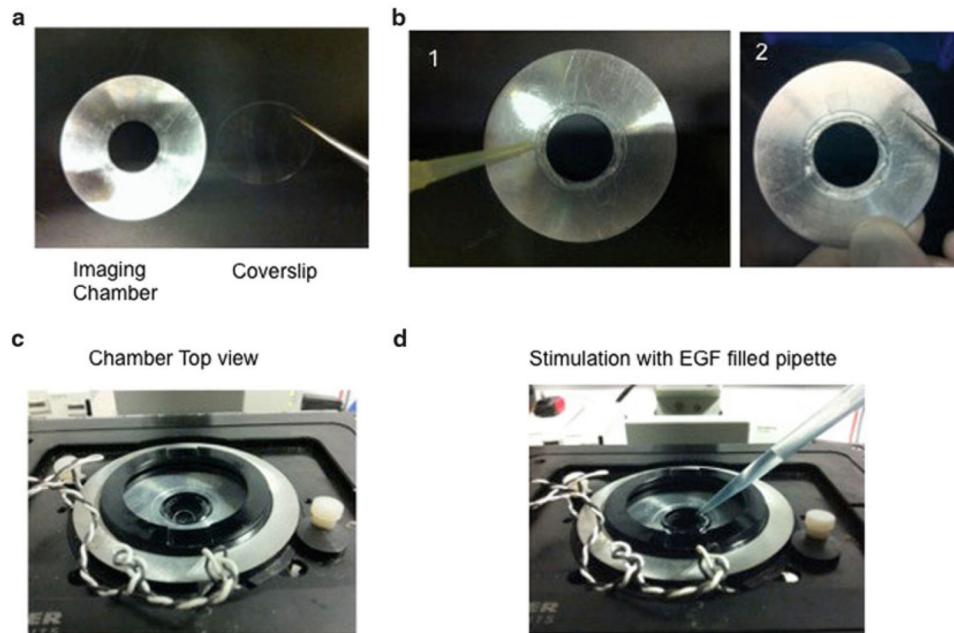 a
b
1
2
Imaging
Chamber
Coverslip
c
d
Chamber Top view
Stimulation with EGF filled pipette